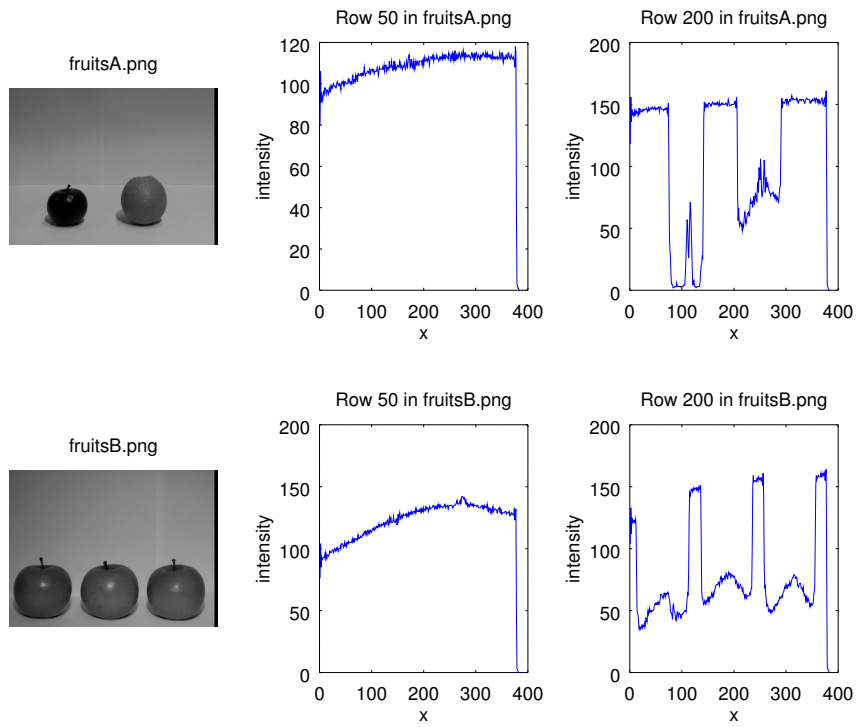 fruitsA.png
Row 50 in fruitsA.png
120
100
80
60
40
20
0
intensity
0 100 200 300 400
x
Row 200 in fruitsA.png
200
150
100
50
0
intensity
0 100 200 300 400
x
fruitsB.png
Row 50 in fruitsB.png
200
150
100
50
0
intensity
0 100 200 300 400
x
Row 200 in fruitsB.png
200
150
100
50
0
intensity
0 100 200 300 400
x